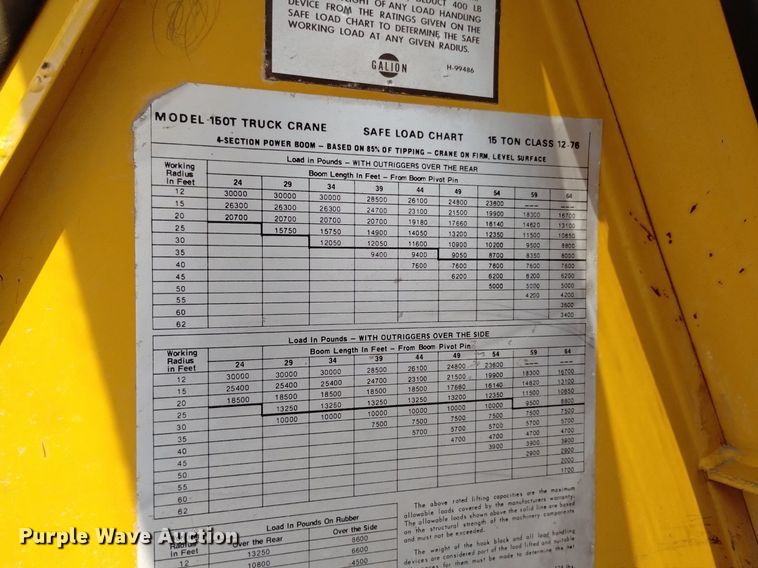 DEDUCT 400 LB
WEIGHT OF ANY LOAD HANDLING
DEVICE FROM THE RATINGS GIVEN ON THE
SAFE LOAD CHART TO DETERMINE THE SAFE
WORKING LOAD AT ANY GIVEN RADIUS.
GALION
H-99486
MODEL 150T TRUCK CRANE SAFE LOAD CHART 15 TON CLASS 12-76
4-SECTION POWER BOOM – BASED ON 85% OF TIPPING – CRANE ON FIRM, LEVEL SURFACE
Load in Pounds – WITH OUTRIGGERS OVER THE REAR
Working Radius in Feet
Boom Length In Feet – From Boom Pivot Pin
24 29 34 39 44 49 54 59 64
12 30000 30000 30000 28500 26100 24800 23600 ---- ----
15 26300 26300 26300 24700 23100 21500 19900 18300 16700
20 20700 20700 20700 20700 19180 17660 16140 14620 13100
25 15750 15750 14900 14050 13200 12350 11500 10650
30 12050 12050 11600 10900 10200 9500 8800
35 9400 9400 9050 8700 8350 8000
40 7600 7600 7600 7600 7600
45 6200 6200 6200 6200
50 5000 5000 5000
55 4200 4200
60 3600
62 3400
Load in Pounds – WITH OUTRIGGERS OVER THE SIDE
Working Radius in Feet
Boom Length in Feet – From Boom Pivot Pin
24 29 34 39 44 49 54 59 64
12 30000 30000 30000 28500 26100 24800 23600
15 25400 25400 25400 24700 23100 21500 19900 18300 16700
20 18500 18500 18500 18500 18500 17660 16140 14620 13100
25 13250 13250 13250 13250 13200 12350 11500 10650
30 10000 10000 10000 10000 10000 10000 9500 8800
35 7500 7500 7500 7500 7500 7500
40 5700 5700 5700 5700 5700
45 4700 4700 4700 4700
50 3900 3900 3900
55 2900 2900
60 2000
62 1700
Load In Pounds On Rubber
Radius in Feet
Over the Rear Over the Side
12 13250 8600
10800 6600
4500
The above rated lifting capacities are the maximum
allowable loads covered by the manufacturers warranty.
The allowable loads shown above the solid line are based
on the structural strength of the machinery components
and must not be exceeded.
The weight of the hook block and all load handling
devices are considered part of the load lifted and suitable
for them must be made to determine the net
Purple Wave Auction